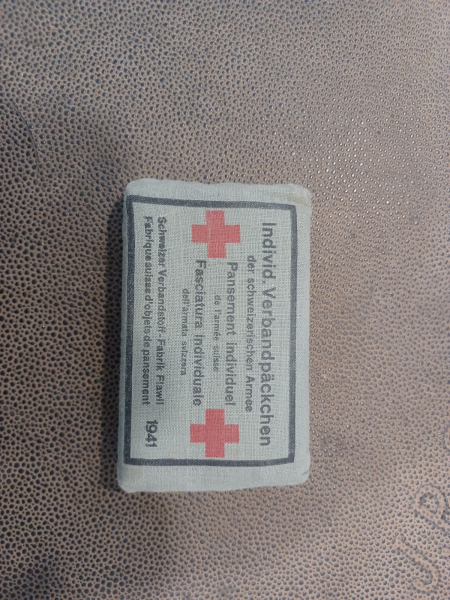 Individ. Verbandpäckchen
der schweizerischen Armee
Pansement individuel
de l'armée suisse
Fasciatura individuale
dell'armata svizzera
Schweizer Verbandstoff-Fabrik Flawil
Fabrique suisse d'objets de pansement
1941